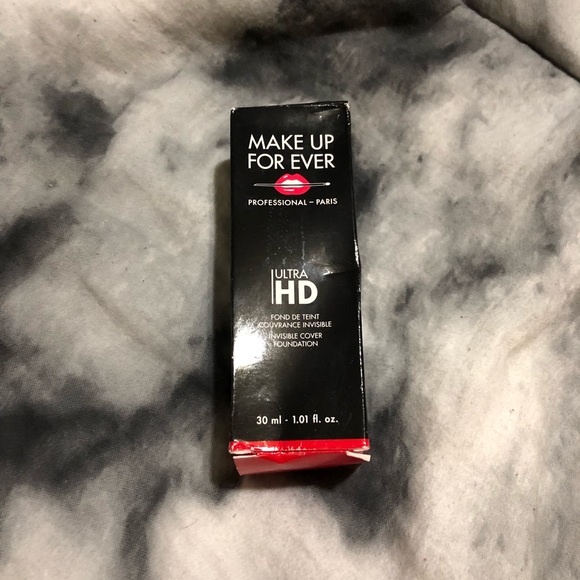 MAKE UP
FOR EVER
PROFESSIONAL – PARIS
ULTRA
HD
FOND DE TEINT
COUVRANCE INVISIBLE
INVISIBLE COVER
FOUNDATION
30 ml - 1.01 fl. oz.